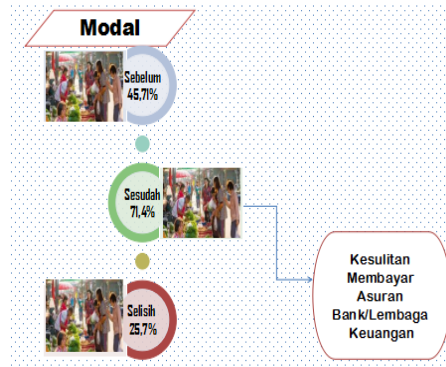 Modal
Sebelum
45,71%
Sesudah
71,4%
Selisih
25,7%
Kesulitan
Membayar
Asuran
Bank/Lembaga
Keuangan